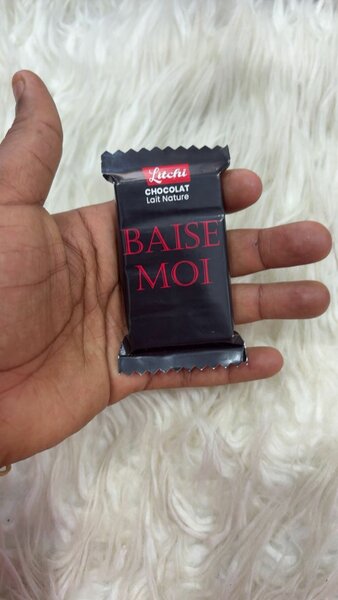 Litchi
CHOCOLAT
Lait Nature
BAISE
MOI